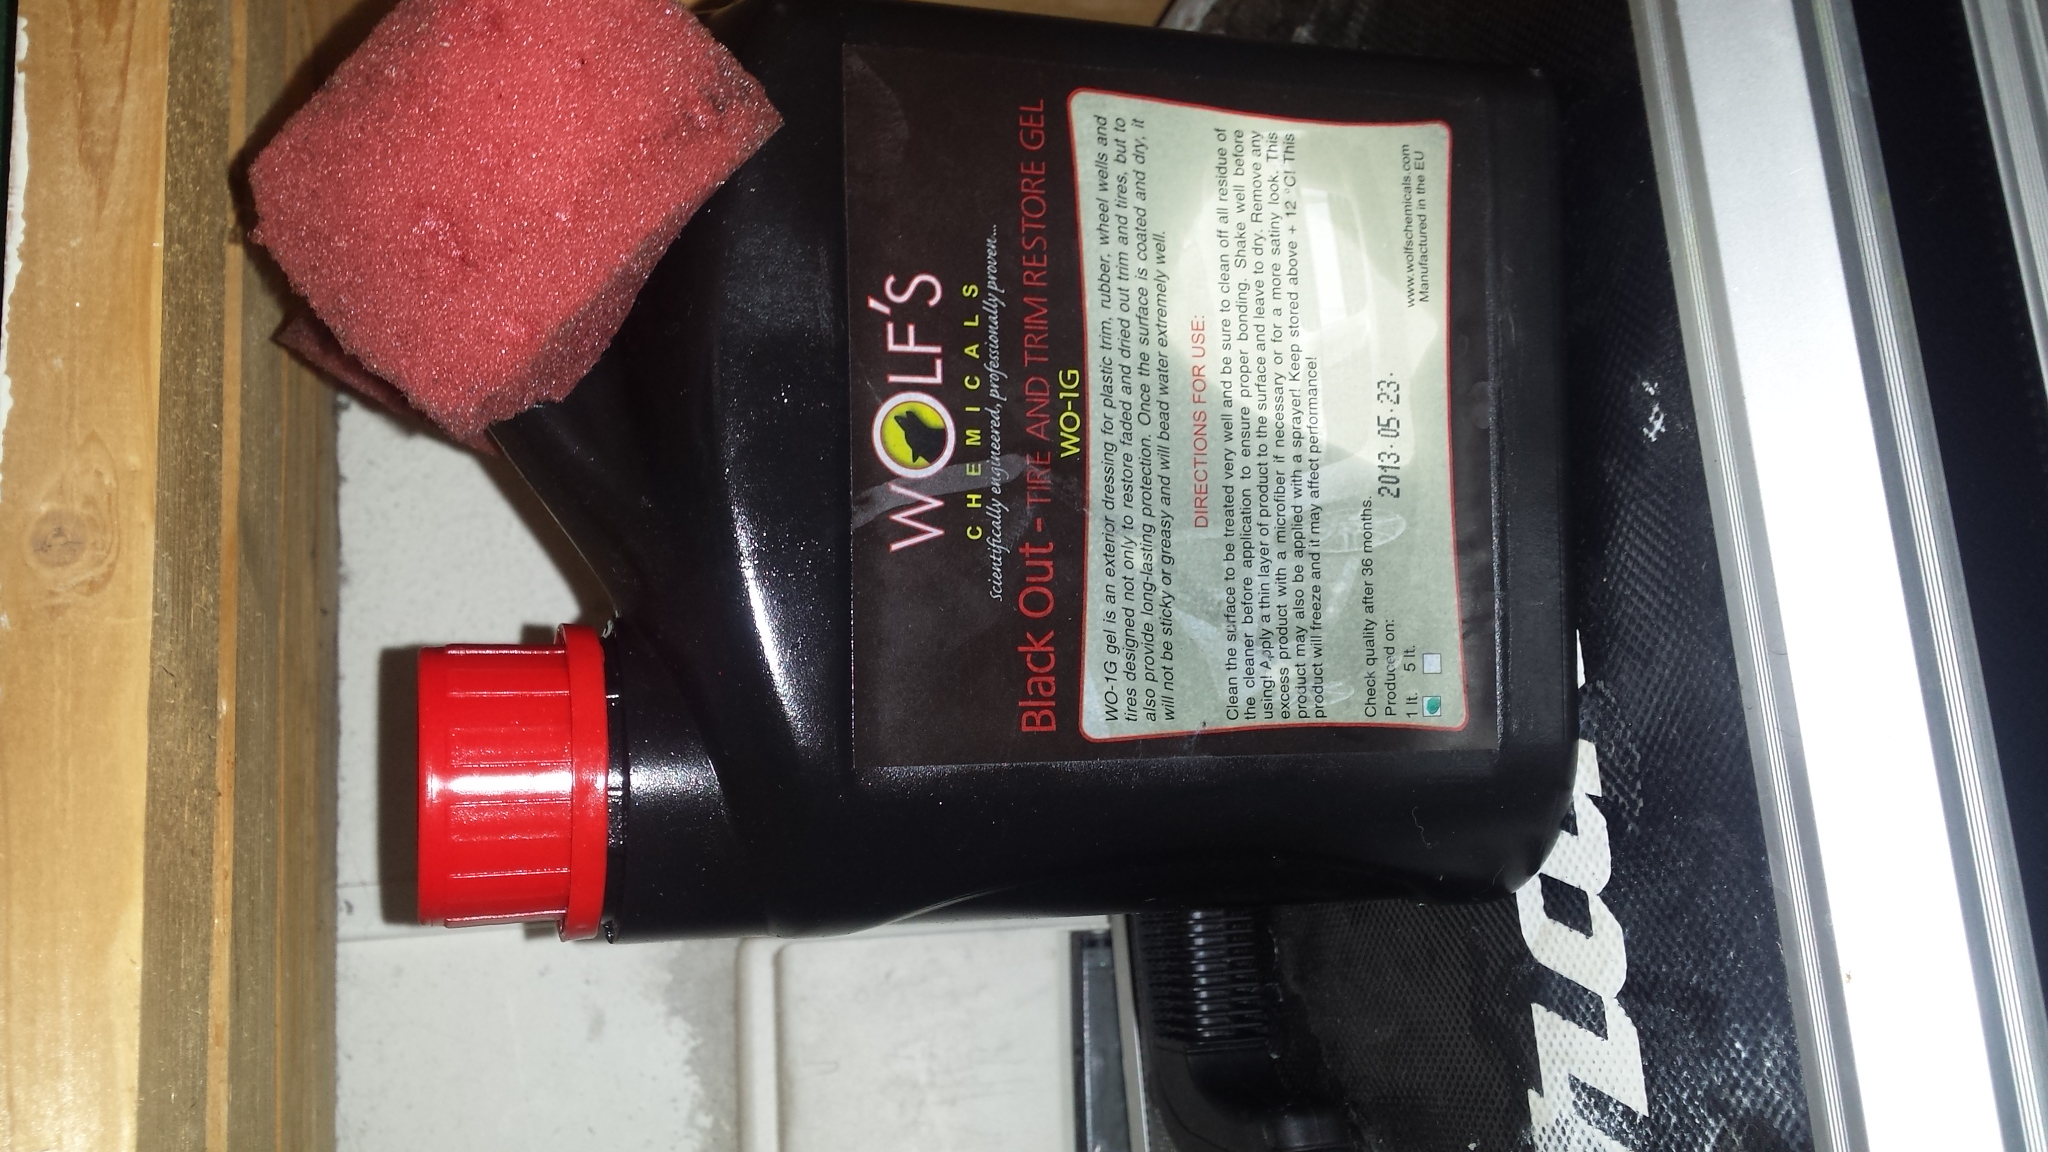 WOLF'S
CHEMICALS
scientifically engineered, professionally proven...
Black Out - TIRE AND TRIM RESTORE GEL
WO-1G
WO-1G gel is an exterior dressing for plastic trim, rubber, wheel wells and
tires designed not only to restore faded and dried out trim and tires, but to
also provide long-lasting protection. Once the surface is coated and dry, it
will not be sticky or greasy and will bead water extremely well.
DIRECTIONS FOR USE:
Clean the surface to be treated very well and be sure to clean off all residue of
the cleaner before application to ensure proper bonding. Shake well before
using! Apply a thin layer of product to the surface and leave to dry. Remove any
excess product with a microfiber if necessary or for a more satiny look. This
product may also be applied with a sprayer! Keep stored above + 12 °C! This
product will freeze and it may affect performance!
Check quality after 36 months.
Produced on: 2013.05.23.
1 lt. 5 lt.
www.wolfschemicals.com
Manufactured in the EU